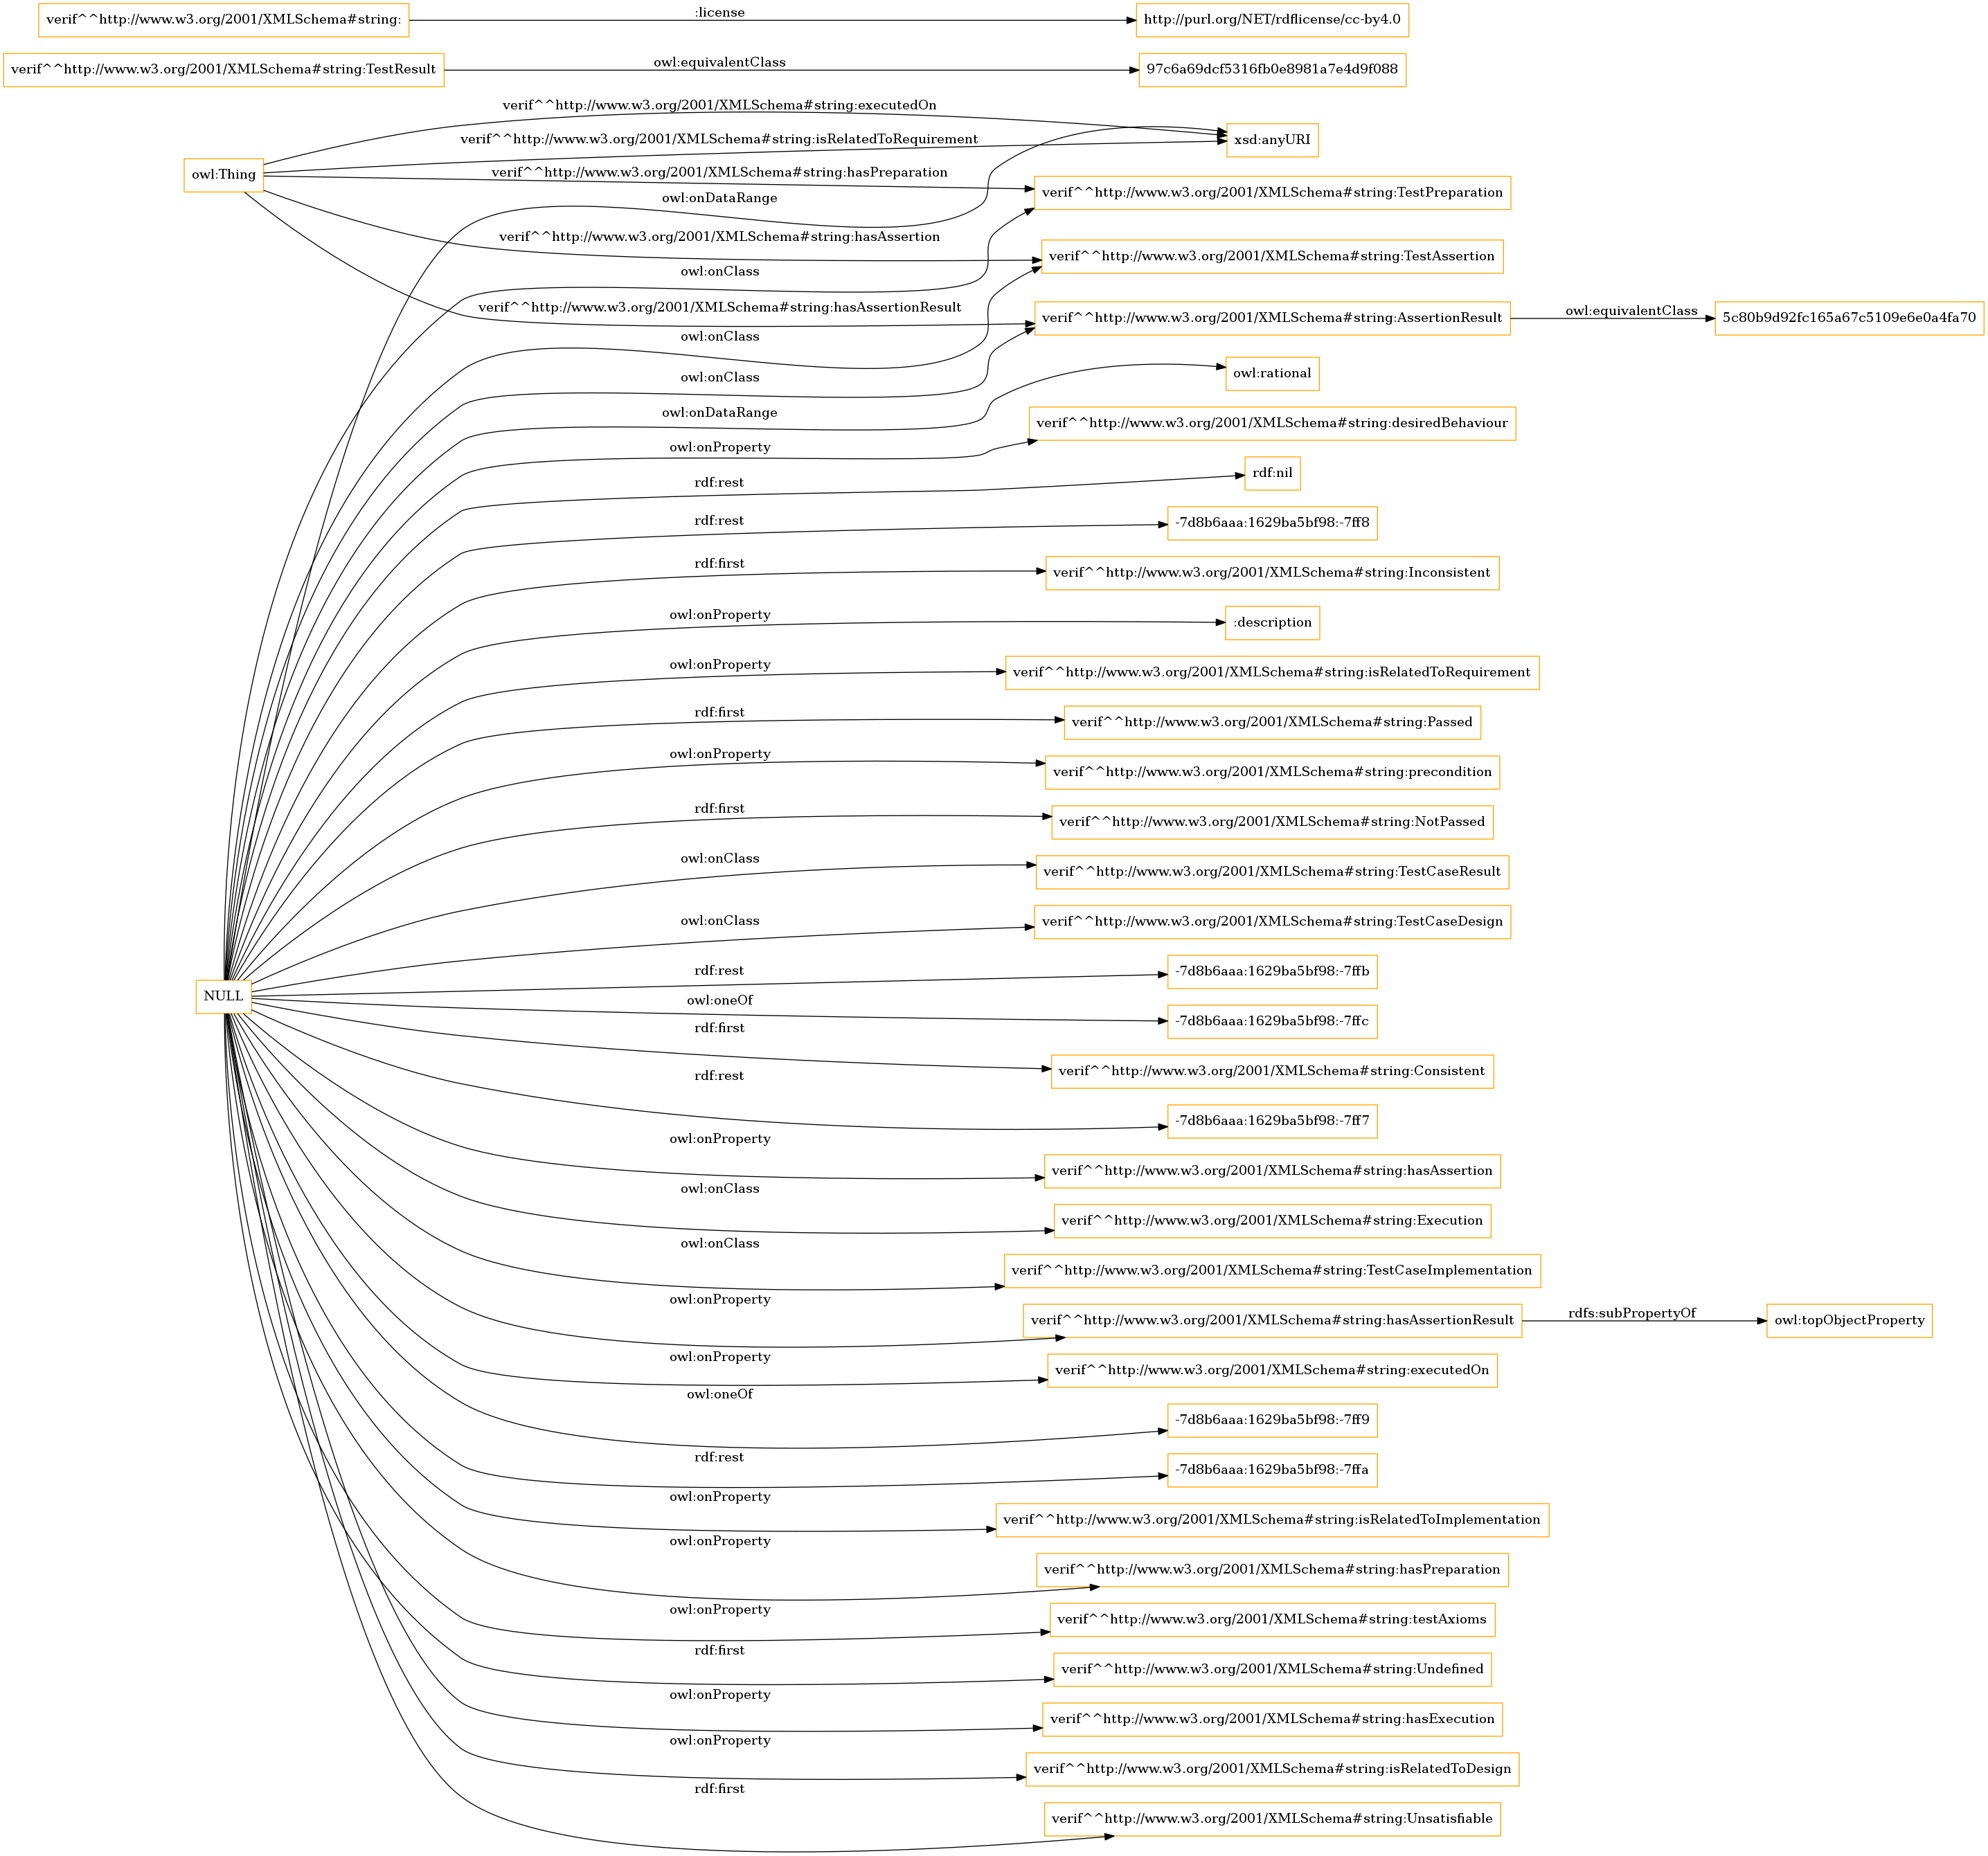 verif^^http://www.w3.org/2001/XMLSchema#string: :license http://purl.org/NET/rdflicense/cc-by4.0
verif^^http://www.w3.org/2001/XMLSchema#string:TestResult owl:equivalentClass 97c6a69dcf5316fb0e8981a7e4d9f088
verif^^http://www.w3.org/2001/XMLSchema#string:executedOn
verif^^http://www.w3.org/2001/XMLSchema#string:isRelatedToRequirement xsd:anyURI
owl:Thing verif^^http://www.w3.org/2001/XMLSchema#string:hasPreparation
owl:onDataRange verif^^http://www.w3.org/2001/XMLSchema#string:TestPreparation
verif^^http://www.w3.org/2001/XMLSchema#string:hasAssertion
owl:onClass verif^^http://www.w3.org/2001/XMLSchema#string:TestAssertion
verif^^http://www.w3.org/2001/XMLSchema#string:hasAssertionResult
verif^^http://www.w3.org/2001/XMLSchema#string:AssertionResult owl:equivalentClass 5c80b9d92fc165a67c5109e6e0a4fa70
owl:onClass
owl:onClass owl:rational
owl:onDataRange verif^^http://www.w3.org/2001/XMLSchema#string:desiredBehaviour
owl:onProperty
rdf:rest rdf:nil
rdf:rest -7d8b6aaa:1629ba5bf98:-7ff8
rdf:first verif^^http://www.w3.org/2001/XMLSchema#string:Inconsistent
owl:onProperty :description
owl:onProperty verif^^http://www.w3.org/2001/XMLSchema#string:isRelatedToRequirement
rdf:first verif^^http://www.w3.org/2001/XMLSchema#string:Passed
owl:onProperty verif^^http://www.w3.org/2001/XMLSchema#string:precondition
rdf:first verif^^http://www.w3.org/2001/XMLSchema#string:NotPassed
owl:onClass verif^^http://www.w3.org/2001/XMLSchema#string:TestCaseResult
owl:onClass verif^^http://www.w3.org/2001/XMLSchema#string:TestCaseDesign
rdf:rest -7d8b6aaa:1629ba5bf98:-7ffb
NULL
owl:oneOf -7d8b6aaa:1629ba5bf98:-7ffc
rdf:first verif^^http://www.w3.org/2001/XMLSchema#string:Consistent
rdf:rest -7d8b6aaa:1629ba5bf98:-7ff7
owl:onProperty verif^^http://www.w3.org/2001/XMLSchema#string:hasAssertion
owl:onClass verif^^http://www.w3.org/2001/XMLSchema#string:Execution
owl:onClass verif^^http://www.w3.org/2001/XMLSchema#string:TestCaseImplementation
owl:onProperty verif^^http://www.w3.org/2001/XMLSchema#string:hasAssertionResult rdfs:subPropertyOf owl:topObjectProperty
owl:onProperty verif^^http://www.w3.org/2001/XMLSchema#string:executedOn
owl:oneOf -7d8b6aaa:1629ba5bf98:-7ff9
rdf:rest -7d8b6aaa:1629ba5bf98:-7ffa
owl:onProperty verif^^http://www.w3.org/2001/XMLSchema#string:isRelatedToImplementation
owl:onProperty verif^^http://www.w3.org/2001/XMLSchema#string:hasPreparation
owl:onProperty verif^^http://www.w3.org/2001/XMLSchema#string:testAxioms
rdf:first verif^^http://www.w3.org/2001/XMLSchema#string:Undefined
owl:onProperty verif^^http://www.w3.org/2001/XMLSchema#string:hasExecution
owl:onProperty verif^^http://www.w3.org/2001/XMLSchema#string:isRelatedToDesign
rdf:first verif^^http://www.w3.org/2001/XMLSchema#string:Unsatisfiable